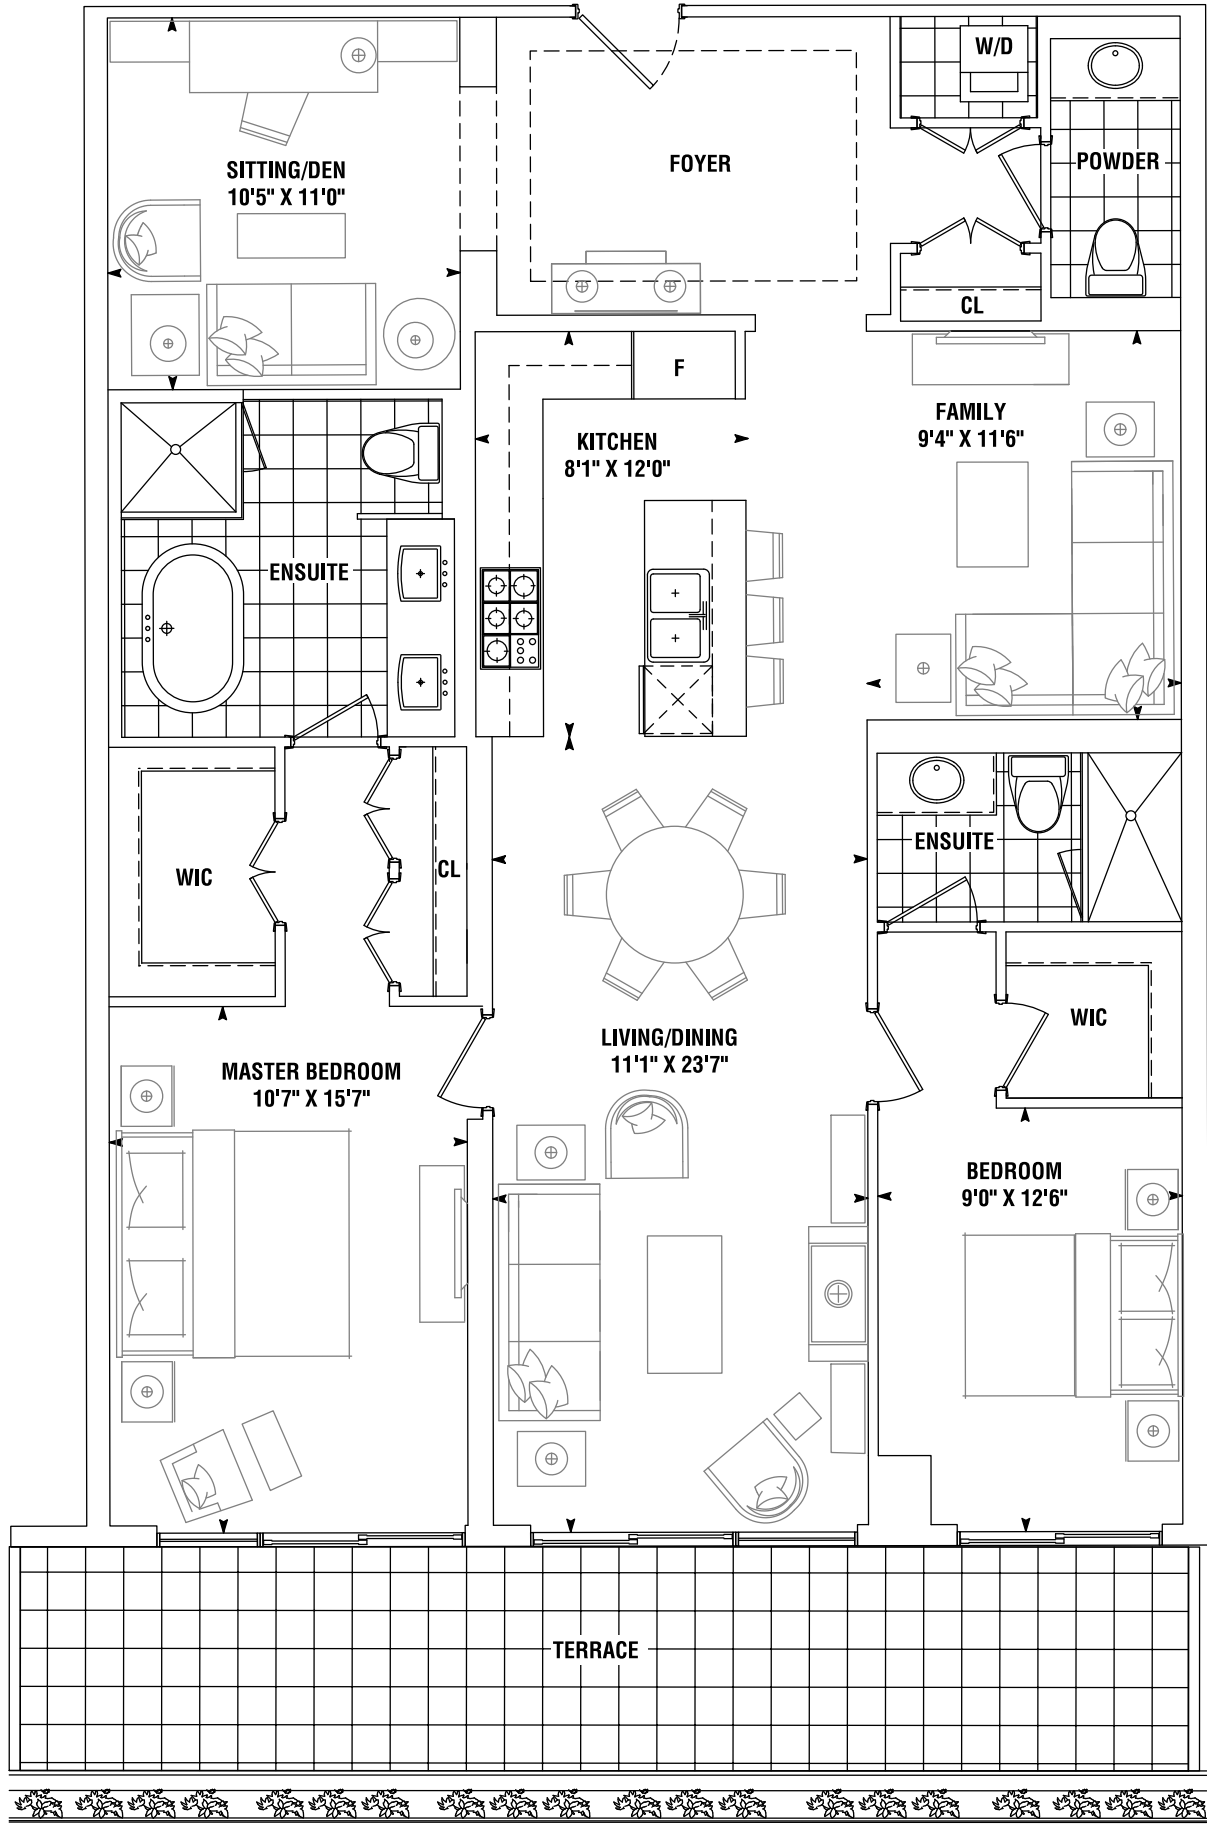 W/D
SITTING/DEN
10'5" X 11'0"
FOYER
POWDER
CL
F
FAMILY
9'4" X 11'6"
KITCHEN
8'1" X 12'0"
ENSUITE
ENSUITE
WIC
CL
WIC
LIVING/DINING
11'1" X 23'7"
MASTER BEDROOM
10'7" X 15'7"
BEDROOM
9'0" X 12'6"
TERRACE